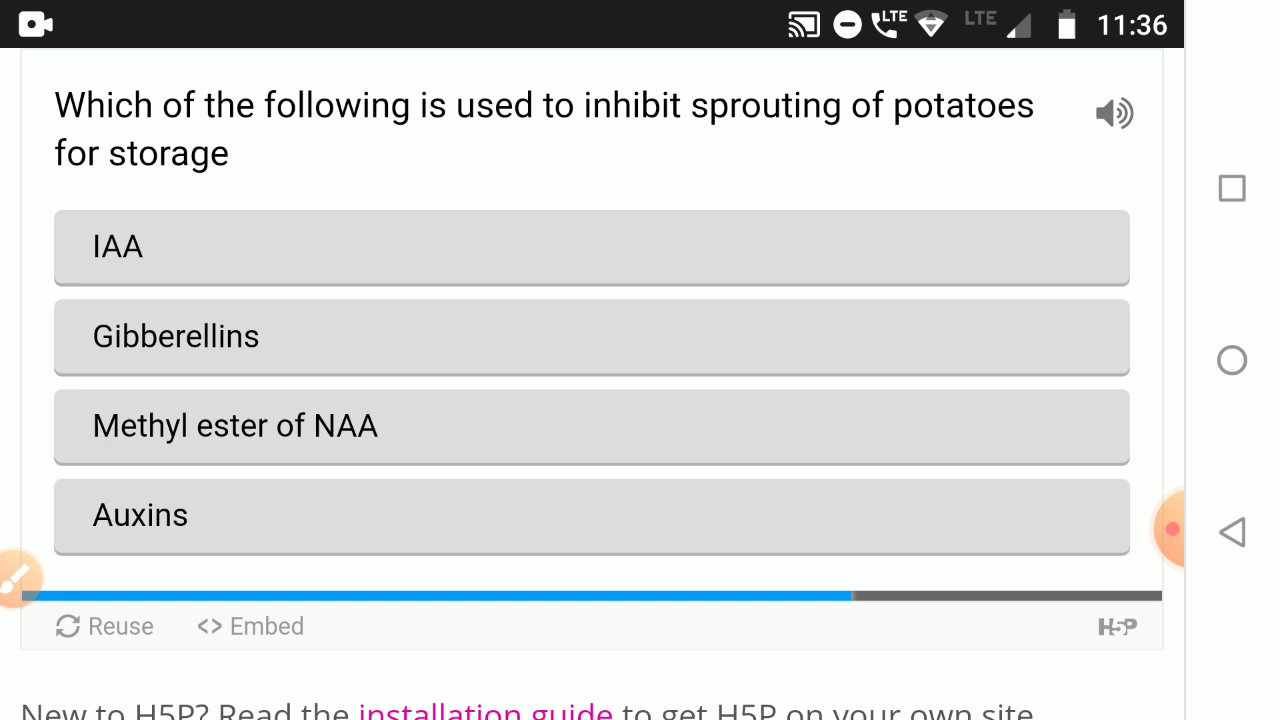 LTE LTE 11:36
Which of the following is used to inhibit sprouting of potatoes
for storage
IAA
Gibberellins
Methyl ester of NAA
Auxins
Reuse <> Embed H5P
New to H5P? Read the installation guide to get H5P on your own site